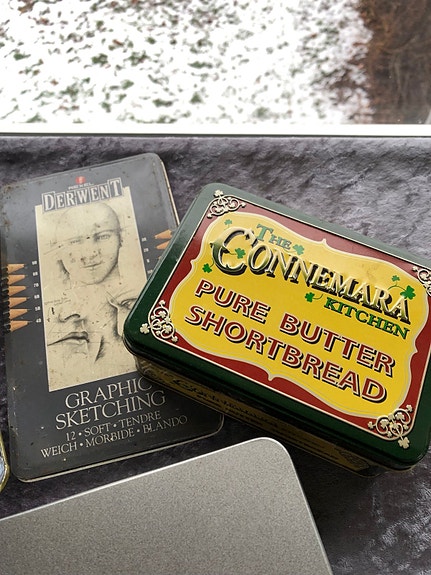 DERWENT
GRAPHIC
SKETCHING
12 • SOFT • TENDRE
WEICH • MORBIDE • BLANDO
THE
CONNEMARA
KITCHEN
PURE BUTTER
SHORTBREAD